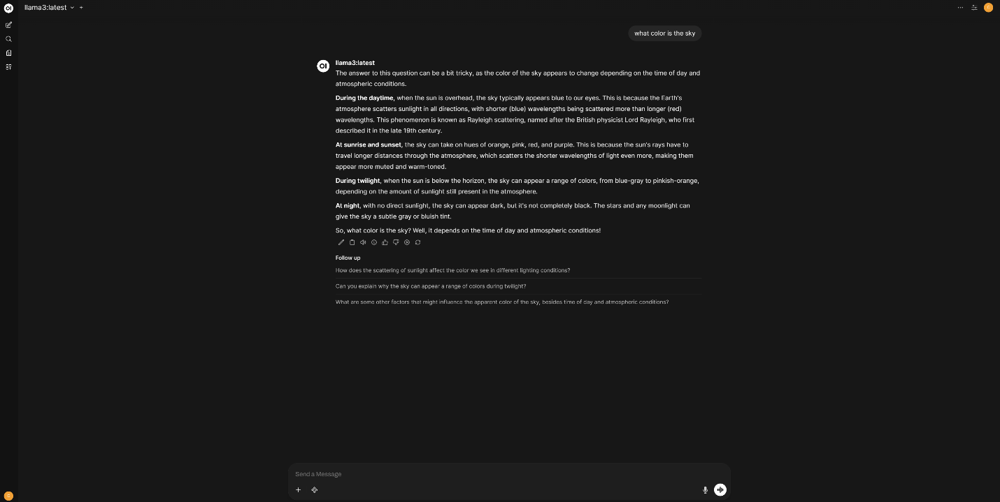 OI
llama3:latest
what color is the sky
OI
llama3:latest
The answer to this question can be a bit tricky, as the color of the sky appears to change depending on the time of day and
atmospheric conditions.
During the daytime, when the sun is overhead, the sky typically appears blue to our eyes. This is because the Earth's
atmosphere scatters sunlight in all directions, with shorter (blue) wavelengths being scattered more than longer (red)
wavelengths. This phenomenon is known as Rayleigh scattering, named after the British physicist Lord Rayleigh, who first
described it in the late 19th century.
At sunrise and sunset, the sky can take on hues of orange, pink, red, and purple. This is because the sun's rays have to
travel longer distances through the atmosphere, which scatters the shorter wavelengths of light even more, making them
appear more muted and warm-toned.
During twilight, when the sun is below the horizon, the sky can appear a range of colors, from blue-gray to pinkish-orange,
depending on the amount of sunlight still present in the atmosphere.
At night, with no direct sunlight, the sky can appear dark, but it's not completely black. The stars and any moonlight can
give the sky a subtle gray or bluish tint.
So, what color is the sky? Well, it depends on the time of day and atmospheric conditions!
Follow up
How does the scattering of sunlight affect the color we see in different lighting conditions?
Can you explain why the sky can appear a range of colors during twilight?
What are some other factors that might influence the apparent color of the sky, besides time of day and atmospheric conditions?
Send a Message